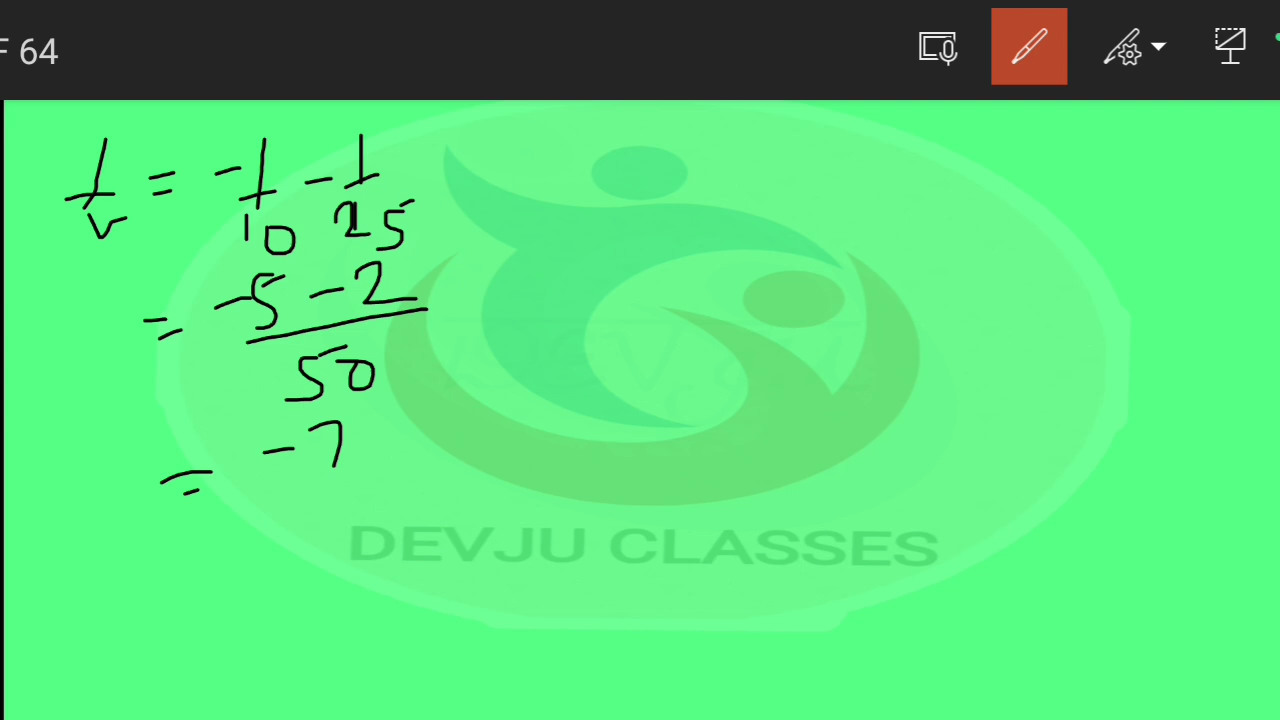 F 64
1/v = -1/10 - 1/25
= -5 - 2
50
= -7
DEVJU CLASSES